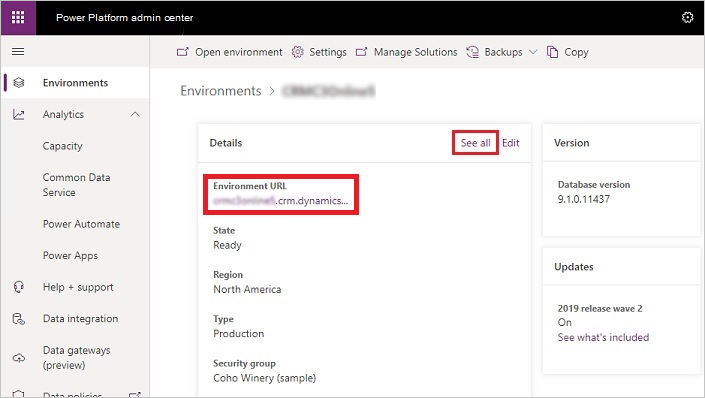 Power Platform admin center
Open environment
Settings
Manage Solutions
Backups
Copy
Environments
Analytics
Capacity
Common Data
Service
Power Automate
Power Apps
Help + support
Data integration
Data gateways
(preview)
Data policies
Environments >
Details
See all
Edit
Environment URL
.crm.dynamics...
State
Ready
Region
North America
Type
Production
Security group
Coho Winery (sample)
Version
Database version
9.1.0.11437
Updates
2019 release wave 2
On
See what's included